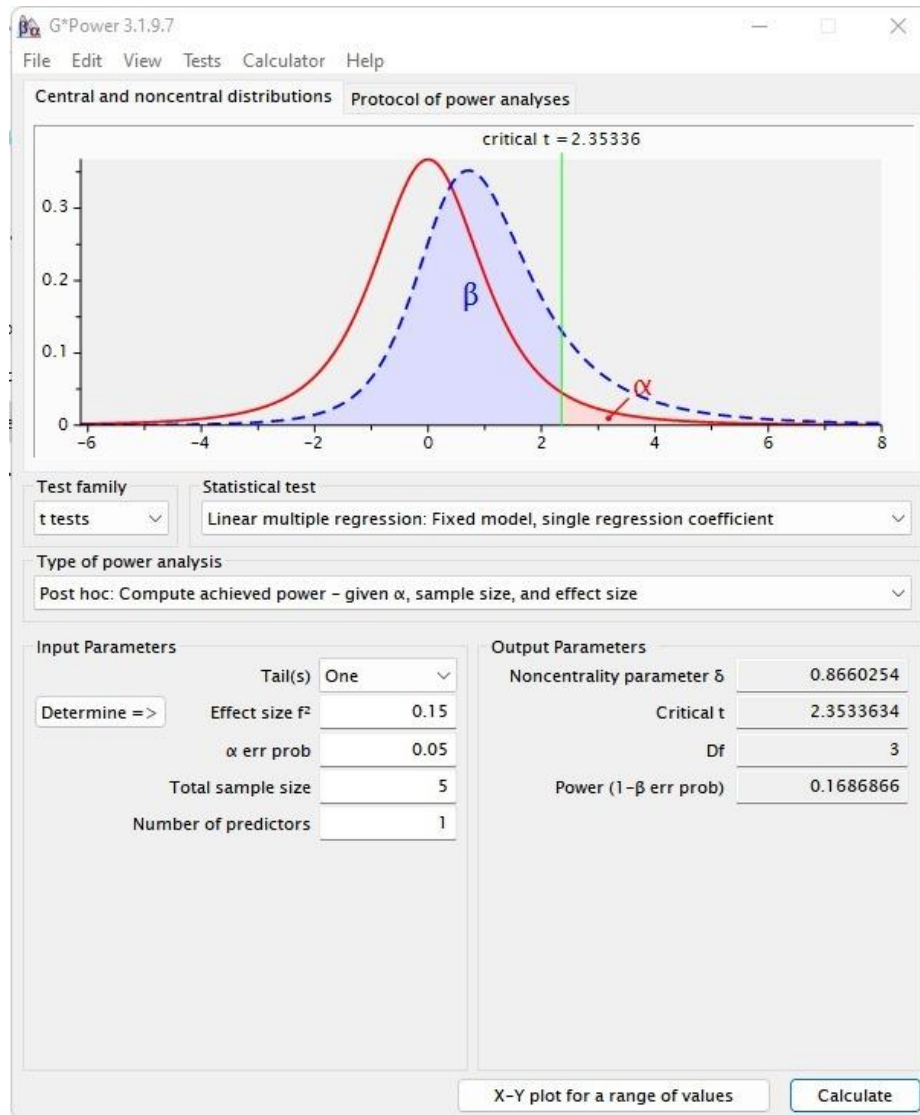 G*Power 3.1.9.7
File Edit View Tests Calculator Help
Central and noncentral distributions Protocol of power analyses
critical t = 2.35336
0.3
0.2
0.1
0
β
α
-6 -4 -2 0 2 4 6 8
Test family Statistical test
t tests Linear multiple regression: Fixed model, single regression coefficient
Type of power analysis
Post hoc: Compute achieved power – given α, sample size, and effect size
Input Parameters Output Parameters
Tail(s) One Noncentrality parameter δ 0.8660254
Determine => Effect size f² 0.15 Critical t 2.3533634
α err prob 0.05 Df 3
Total sample size 5 Power (1-β err prob) 0.1686866
Number of predictors 1
X-Y plot for a range of values Calculate